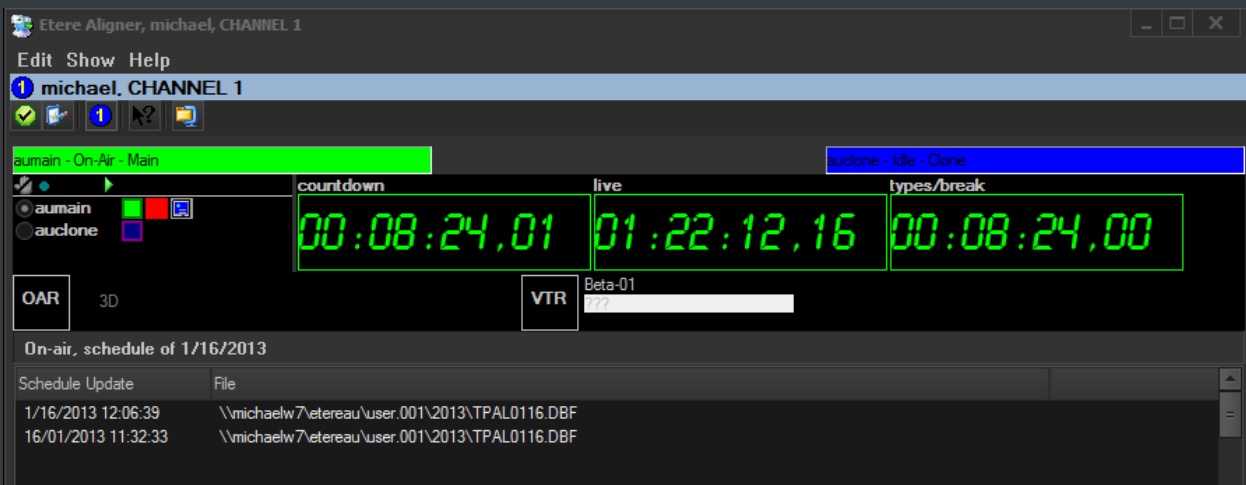 Etere Aligner, michael, CHANNEL 1
Edit Show Help
1 michael, CHANNEL 1
1
aumain - On-Air - Main
auclone - Idle - Clone
countdown live types/break
aumain
auclone
00:08:24,01 01:22:12,16 00:08:24,00
OAR 3D VTR Beta-01
???
On-air, schedule of 1/16/2013
Schedule Update File
1/16/2013 12:06:39 \\michaelw7\etereau\user.001\2013\TPAL0116.DBF
16/01/2013 11:32:33 \\michaelw7\etereau\user.001\2013\TPAL0116.DBF